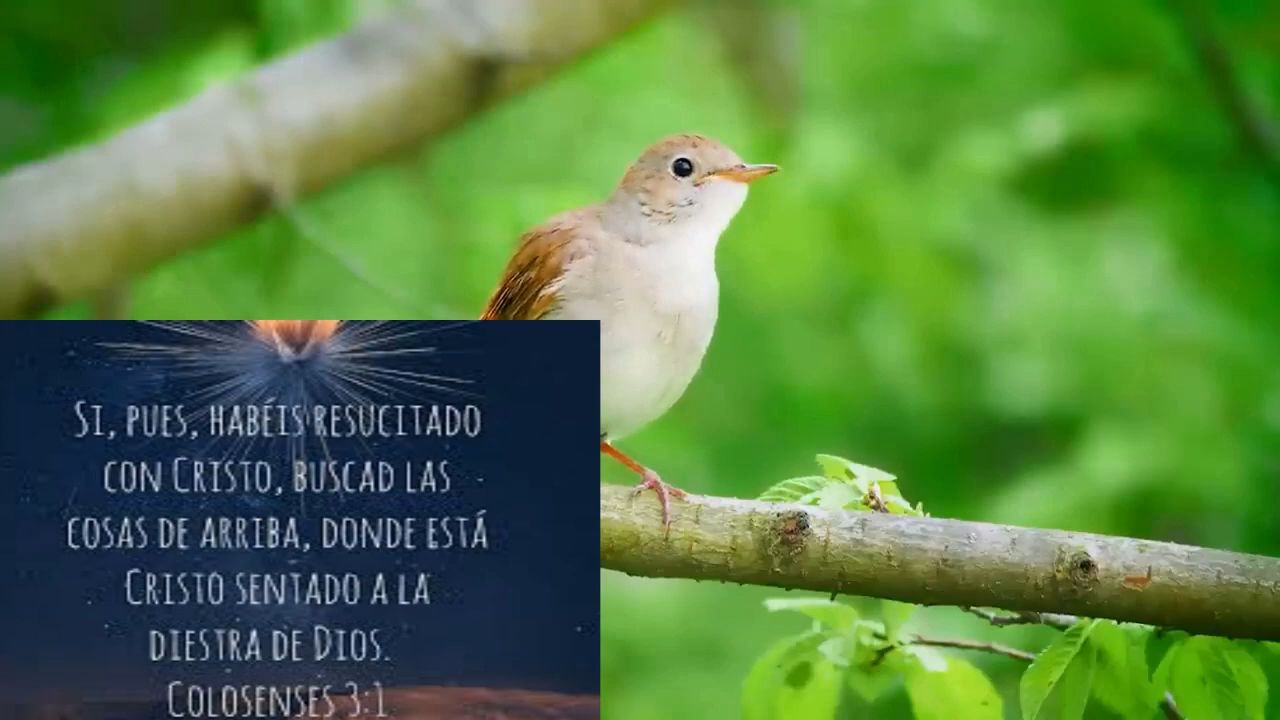 Si, pues, habéis resucitado
con Cristo, buscad las
cosas de arriba, donde está
Cristo sentado a la
diestra de Dios.
Colosenses 3:1